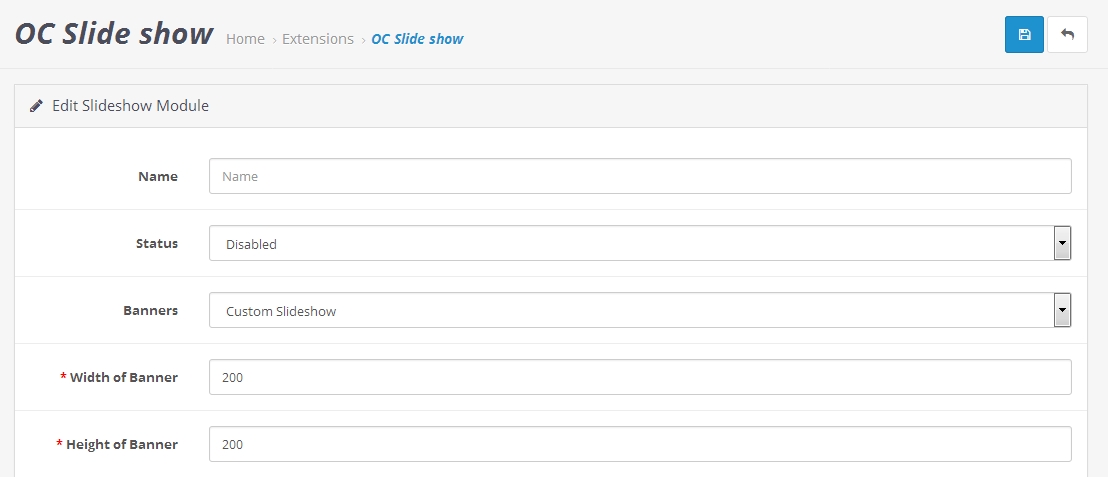 OC Slide show Home › Extensions › OC Slide show
Edit Slideshow Module
Name Name
Status Disabled
Banners Custom Slideshow
* Width of Banner 200
* Height of Banner 200